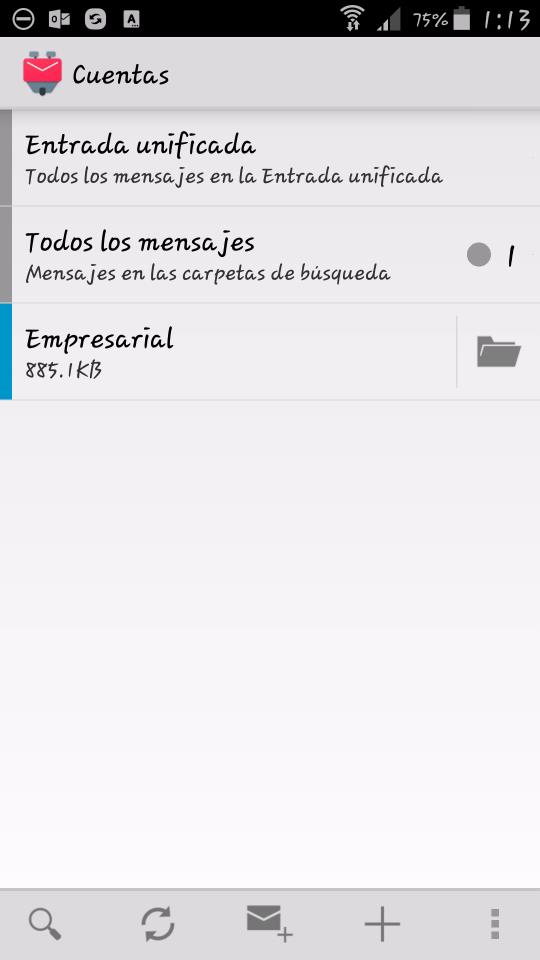 75% 1:13
Cuentas
Entrada unificada
Todos los mensajes en la Entrada unificada
Todos los mensajes
1
Mensajes en las carpetas de búsqueda
Empresarial
885.1KB